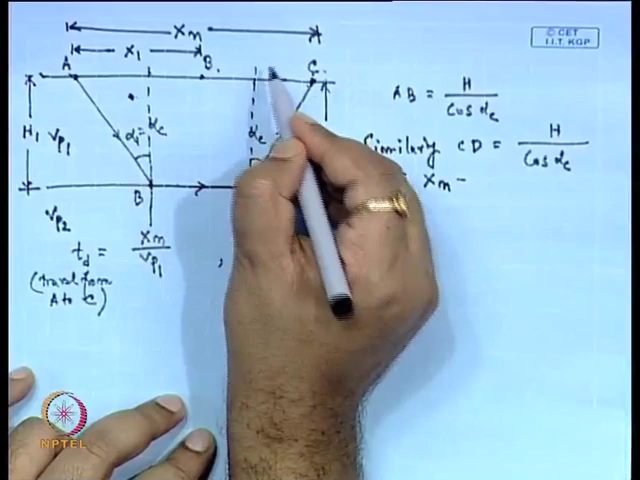 © CET
I.I.T. KGP
Xm
X1
A B. C.
H1 Vp1 αi = αc αc
B
Vp2
td = Xm / Vp1 ,
(travel from
A to C)
AB = H / Cos αc
Similarly CD = H / Cos αc
Xm -
NPTEL